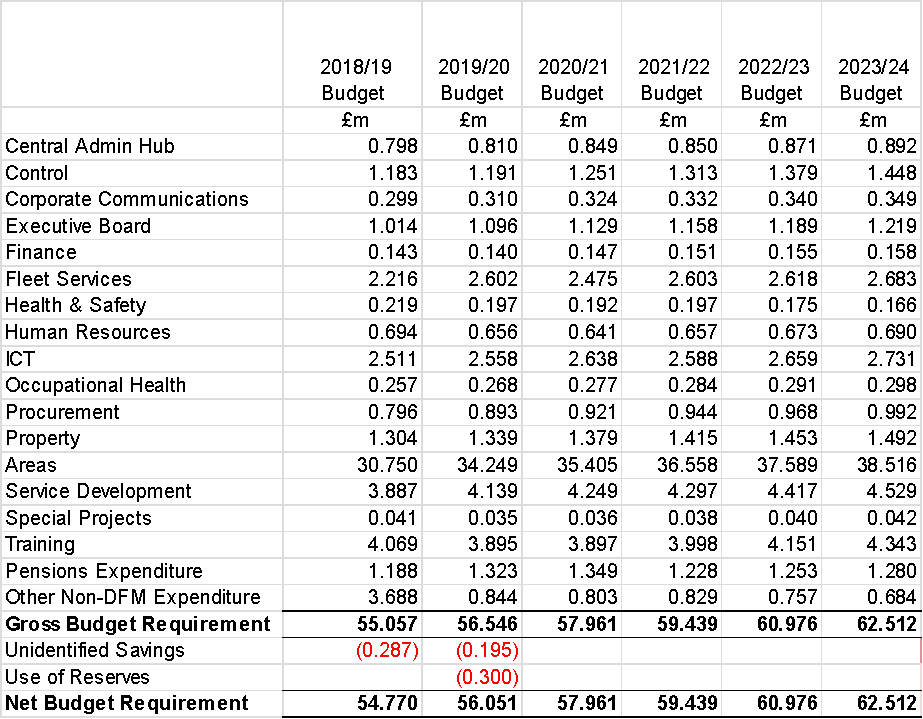 2018/19 2019/20 2020/21 2021/22 2022/23 2023/24
Budget Budget Budget Budget Budget Budget
£m £m £m £m £m £m
Central Admin Hub 0.798 0.810 0.849 0.850 0.871 0.892
Control 1.183 1.191 1.251 1.313 1.379 1.448
Corporate Communications 0.299 0.310 0.324 0.332 0.340 0.349
Executive Board 1.014 1.096 1.129 1.158 1.189 1.219
Finance 0.143 0.140 0.147 0.151 0.155 0.158
Fleet Services 2.216 2.602 2.475 2.603 2.618 2.683
Health & Safety 0.219 0.197 0.192 0.197 0.175 0.166
Human Resources 0.694 0.656 0.641 0.657 0.673 0.690
ICT 2.511 2.558 2.638 2.588 2.659 2.731
Occupational Health 0.257 0.268 0.277 0.284 0.291 0.298
Procurement 0.796 0.893 0.921 0.944 0.968 0.992
Property 1.304 1.339 1.379 1.415 1.453 1.492
Areas 30.750 34.249 35.405 36.558 37.589 38.516
Service Development 3.887 4.139 4.249 4.297 4.417 4.529
Special Projects 0.041 0.035 0.036 0.038 0.040 0.042
Training 4.069 3.895 3.897 3.998 4.151 4.343
Pensions Expenditure 1.188 1.323 1.349 1.228 1.253 1.280
Other Non-DFM Expenditure 3.688 0.844 0.803 0.829 0.757 0.684
Gross Budget Requirement 55.057 56.546 57.961 59.439 60.976 62.512
Unidentified Savings (0.287) (0.195)
Use of Reserves (0.300)
Net Budget Requirement 54.770 56.051 57.961 59.439 60.976 62.512